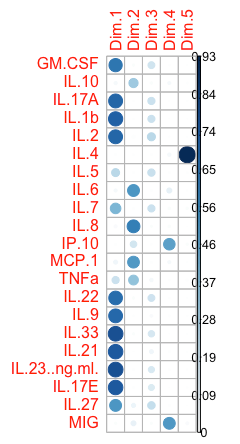 Dim.1 Dim.2 Dim.3 Dim.4 Dim.5
GM.CSF
IL.10
IL.17A
IL.1b
IL.2
IL.4
IL.5
IL.6
IL.7
IL.8
IP.10
MCP.1
TNFa
IL.22
IL.9
IL.33
IL.21
IL.23..ng.ml.
IL.17E
IL.27
MIG
0.93
0.84
0.74
0.65
0.56
0.46
0.37
0.28
0.19
0.09
0